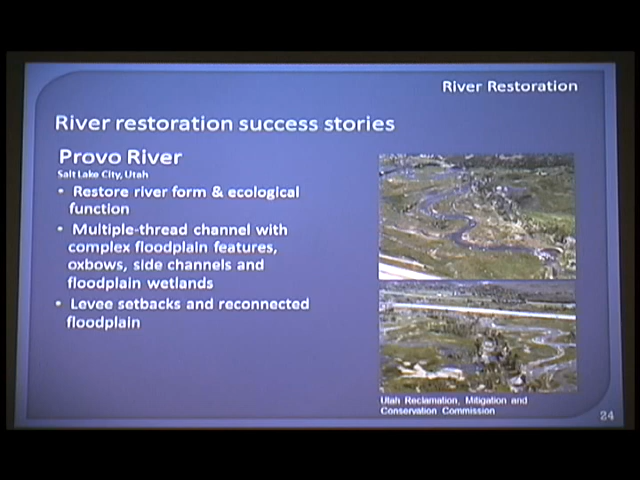 River Restoration
River restoration success stories
Provo River
Salt Lake City, Utah
• Restore river form & ecological
function
• Multiple-thread channel with
complex floodplain features,
oxbows, side channels and
floodplain wetlands
• Levee setbacks and reconnected
floodplain
Utah Reclamation, Mitigation and
Conservation Commission
24